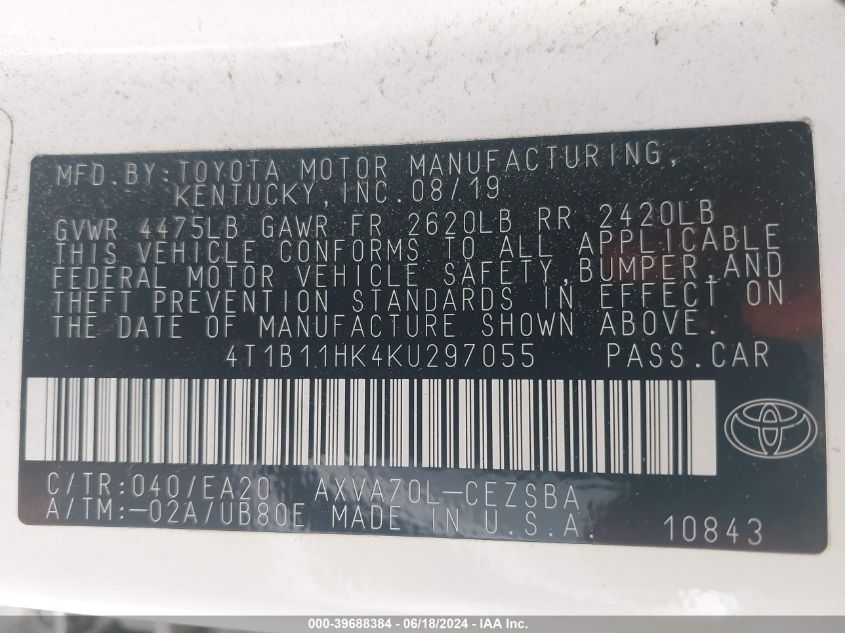 MFD. BY: TOYOTA MOTOR MANUFACTURING,
KENTUCKY, INC. 08/19
GVWR 4475LB GAWR FR 2620LB RR 2420LB
THIS VEHICLE CONFORMS TO ALL APPLICABLE
FEDERAL MOTOR VEHICLE SAFETY, BUMPER, AND
THEFT PREVENTION STANDARDS IN EFFECT ON
THE DATE OF MANUFACTURE SHOWN ABOVE.
4T1B11HK4KU297055 PASS. CAR
C/TR: 040/EA20 AXVA70L-CEZSBA
A/TM: -02A/UB80E MADE IN U.S.A. 10843
000-39688384 - 06/18/2024 - IAA Inc.